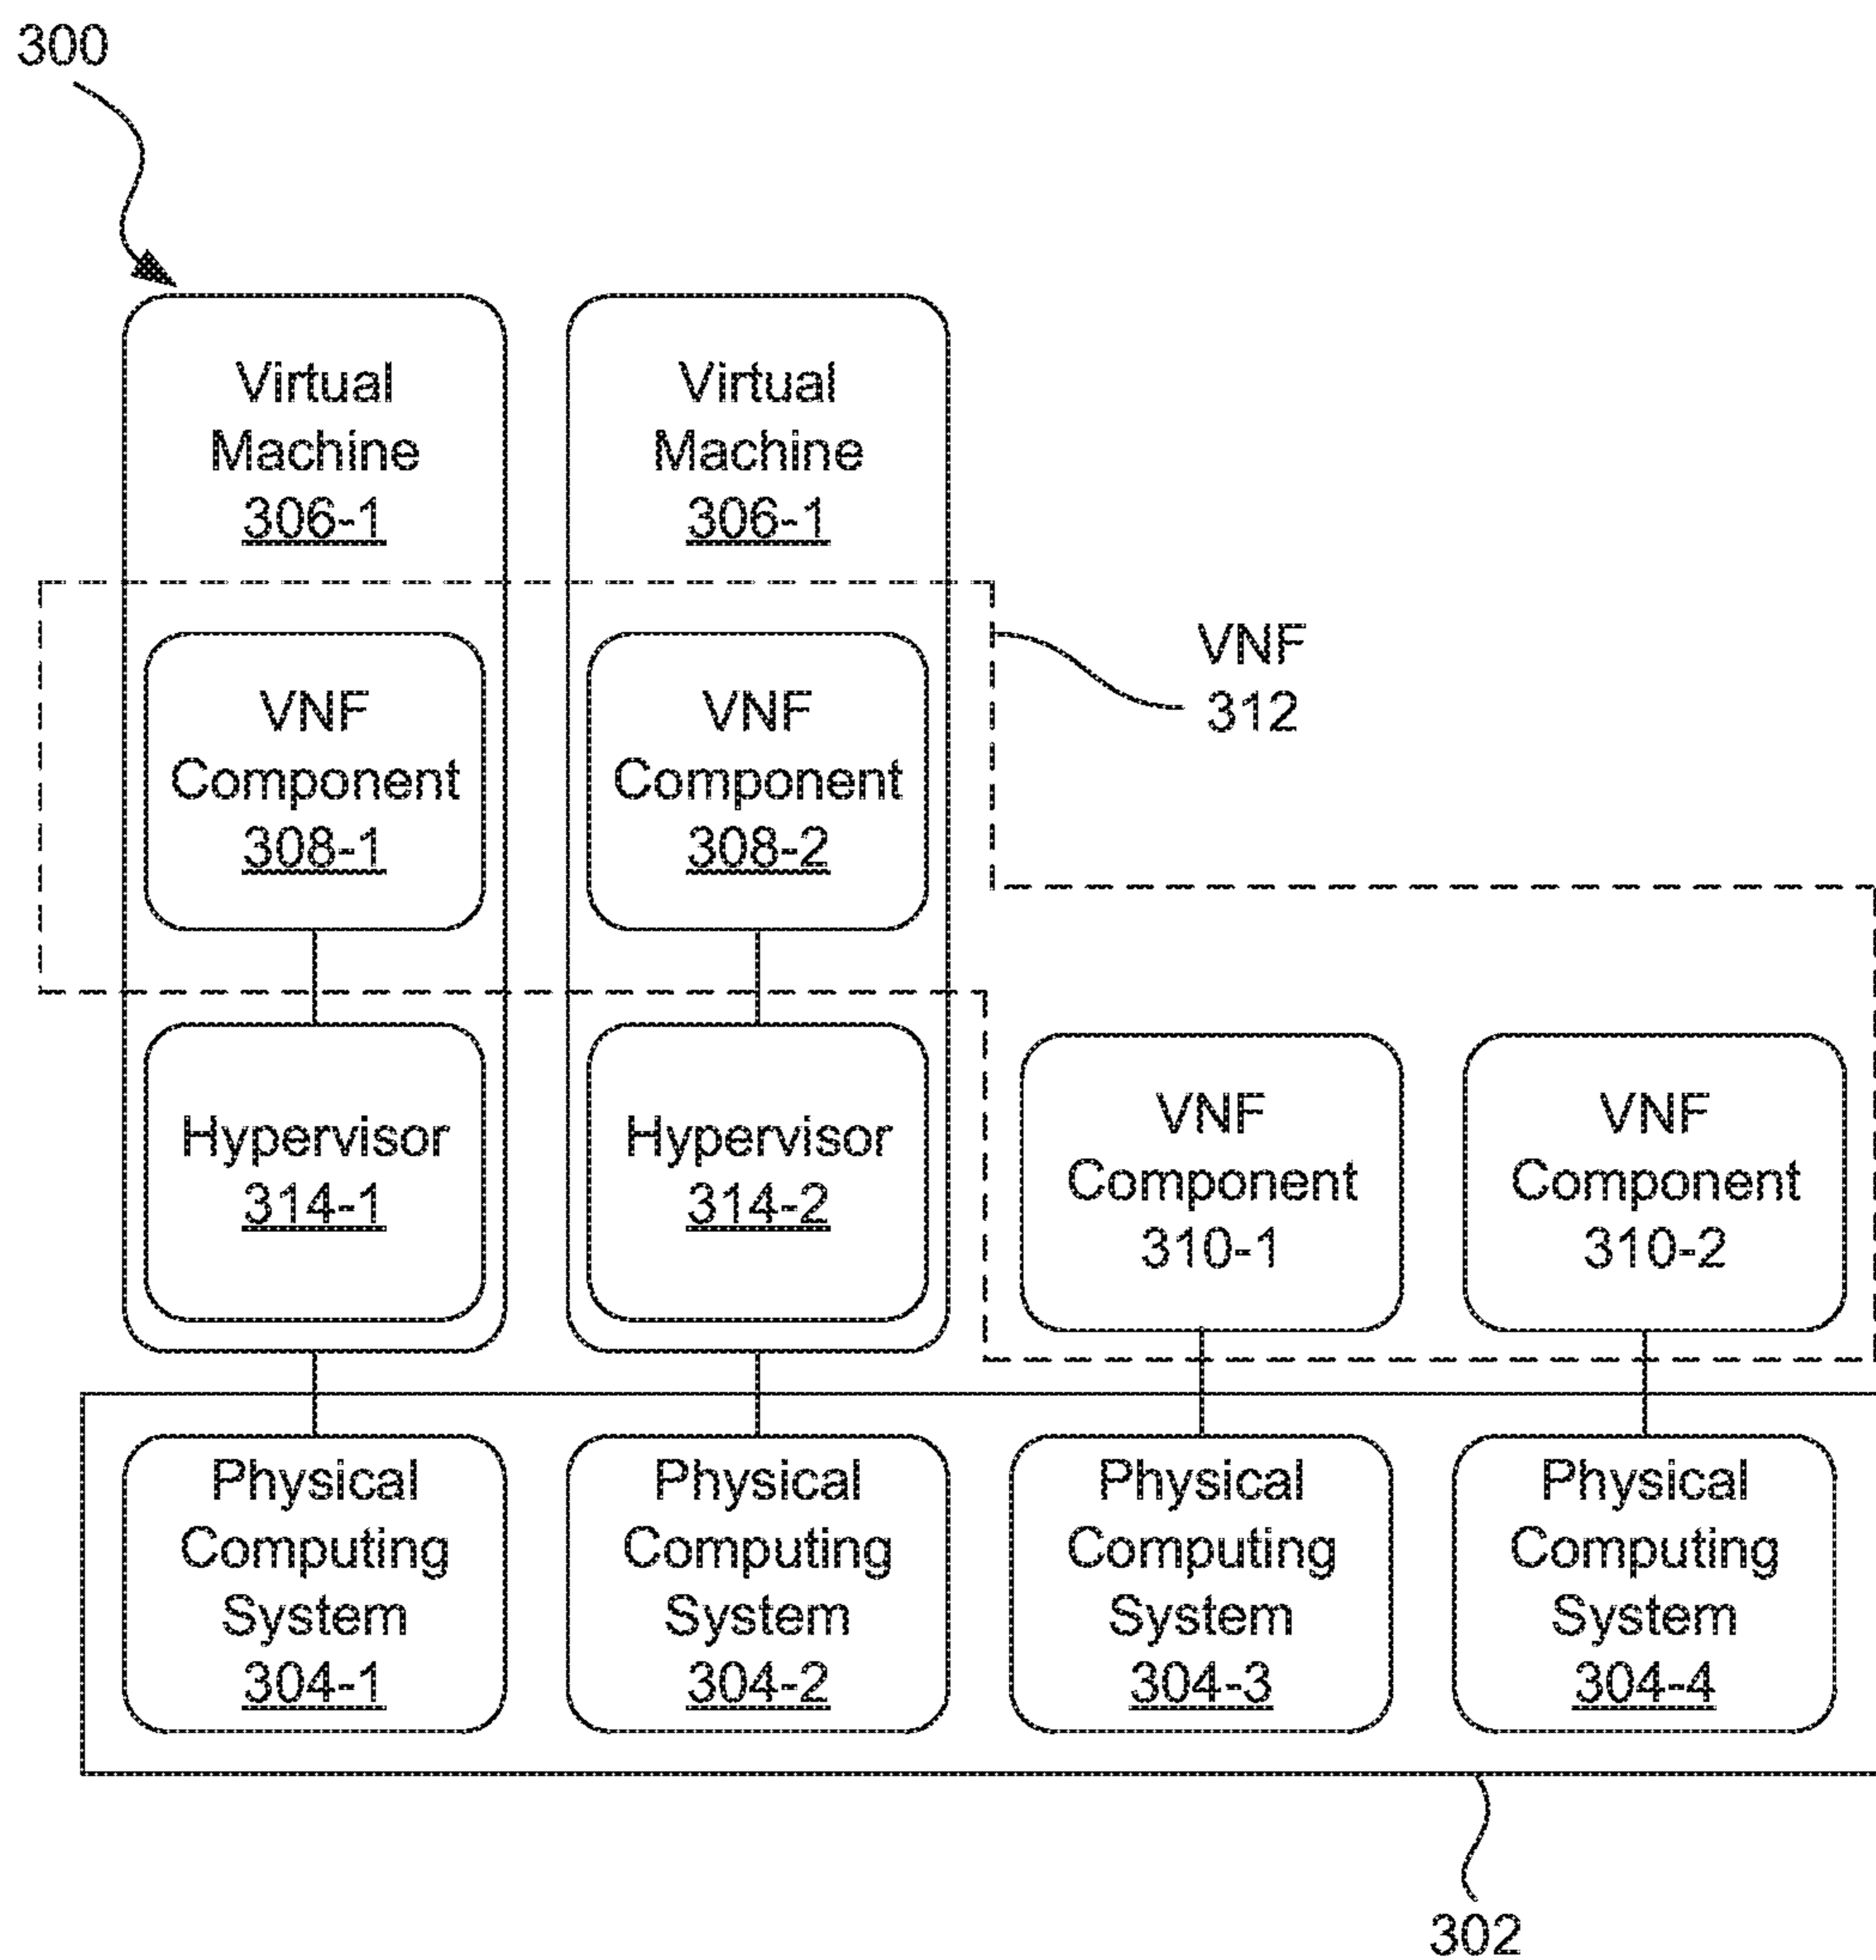 300
Virtual
Machine
306-1
Virtual
Machine
306-1
VNF
312
VNF
Component
308-1
VNF
Component
308-2
Hypervisor
314-1
Hypervisor
314-2
VNF
Component
310-1
VNF
Component
310-2
Physical
Computing
System
304-1
Physical
Computing
System
304-2
Physical
Computing
System
304-3
Physical
Computing
System
304-4
302